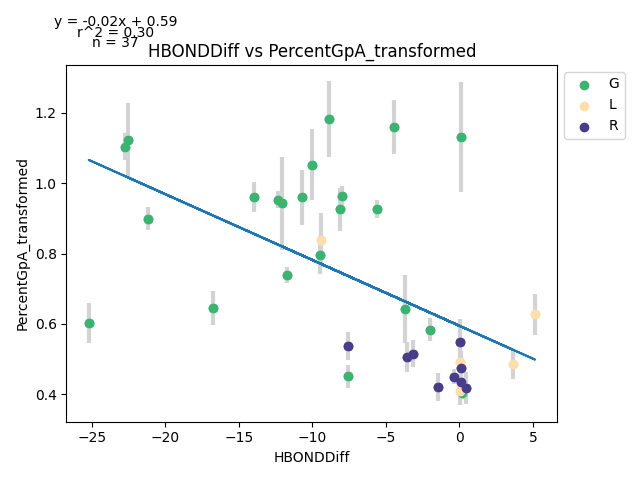 y = -0.02x + 0.59
r^2 = 0.30
n = 37
HBONDDiff vs PercentGpA_transformed
G
L
R
1.2
1.0
0.8
0.6
0.4
PercentGpA_transformed
−25
−20
−15
−10
−5
0
5
HBONDDiff